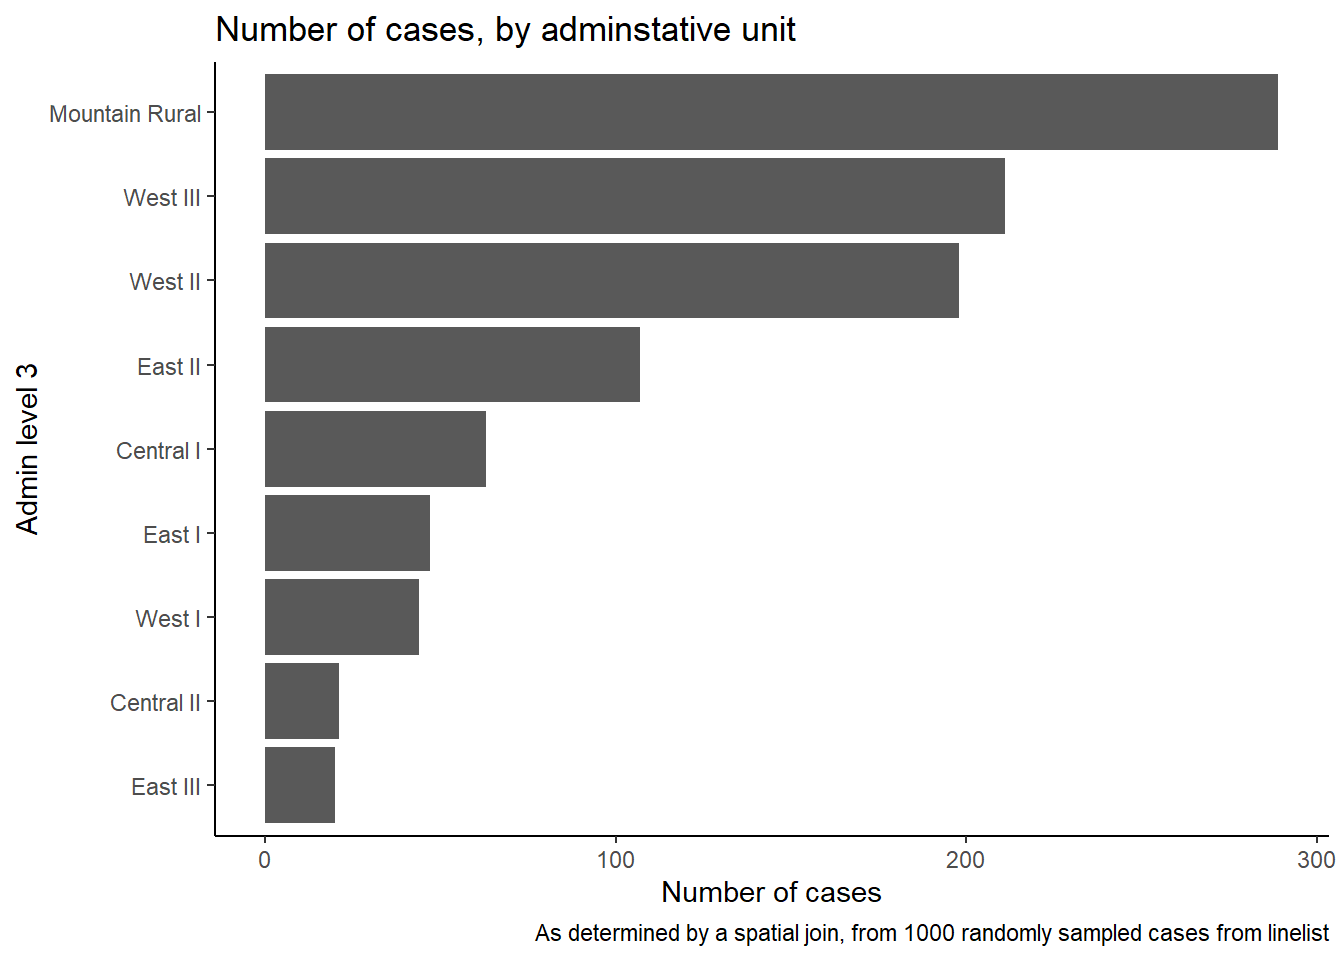 Number of cases, by adminstative unit
Mountain Rural
West III
West II
East II
Central I
East I
West I
Central II
East III
Admin level 3
0 100 200 300
Number of cases
As determined by a spatial join, from 1000 randomly sampled cases from linelist